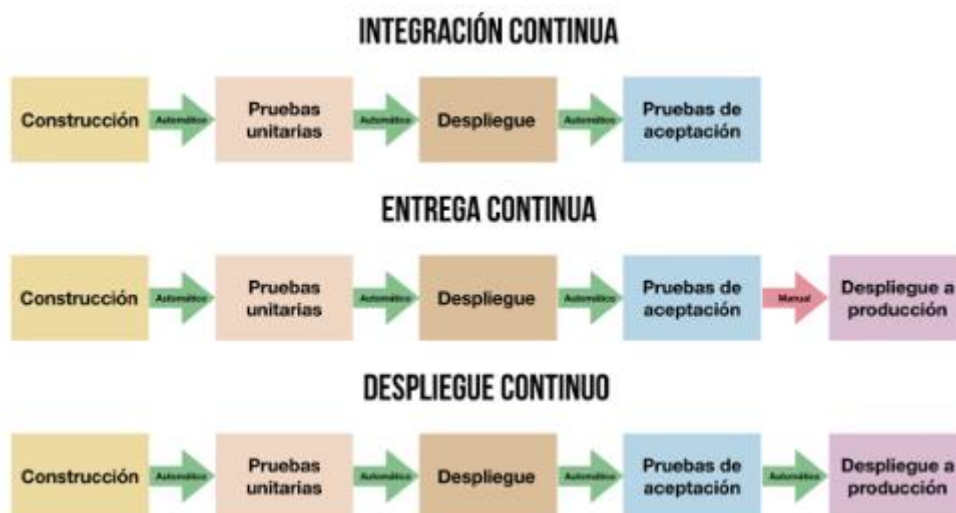 INTEGRACIÓN CONTINUA
Construcción
Automático
Pruebas
unitarias
Automático
Despliegue
Automático
Pruebas de
aceptación
ENTREGA CONTINUA
Construcción
Automático
Pruebas
unitarias
Automático
Despliegue
Automático
Pruebas de
aceptación
Manual
Despliegue a
producción
DESPLIEGUE CONTINUO
Construcción
Automático
Pruebas
unitarias
Automático
Despliegue
Automático
Pruebas de
aceptación
Automático
Despliegue a
producción